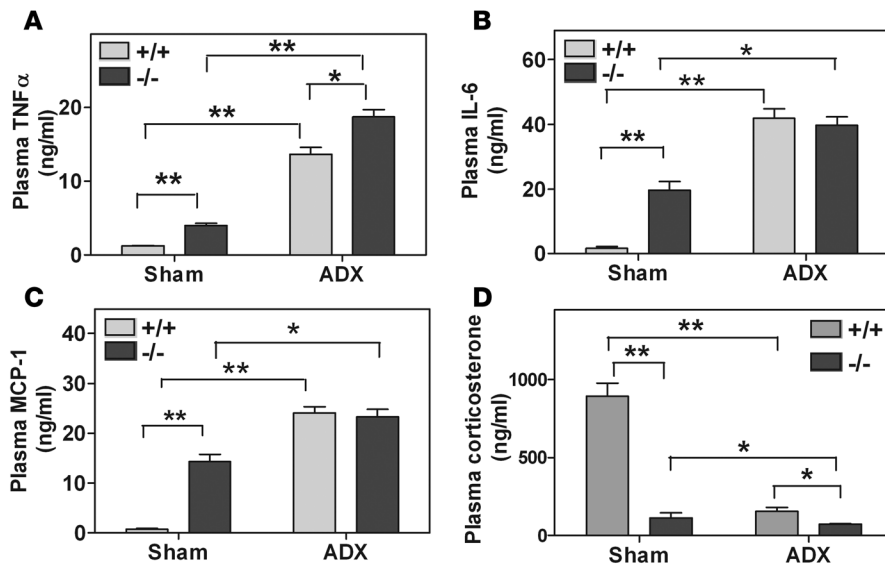 A
+/+
-/-
Plasma TNFα
(ng/ml)
20
10
0
**
**
**
*
Sham
ADX
B
+/+
-/-
Plasma IL-6
(ng/ml)
60
40
20
0
*
**
**
Sham
ADX
C
+/+
-/-
Plasma MCP-1
(ng/ml)
40
30
20
10
0
*
**
**
Sham
ADX
D
+/+
-/-
Plasma corticosterone
(ng/ml)
1000
500
0
**
**
*
*
Sham
ADX